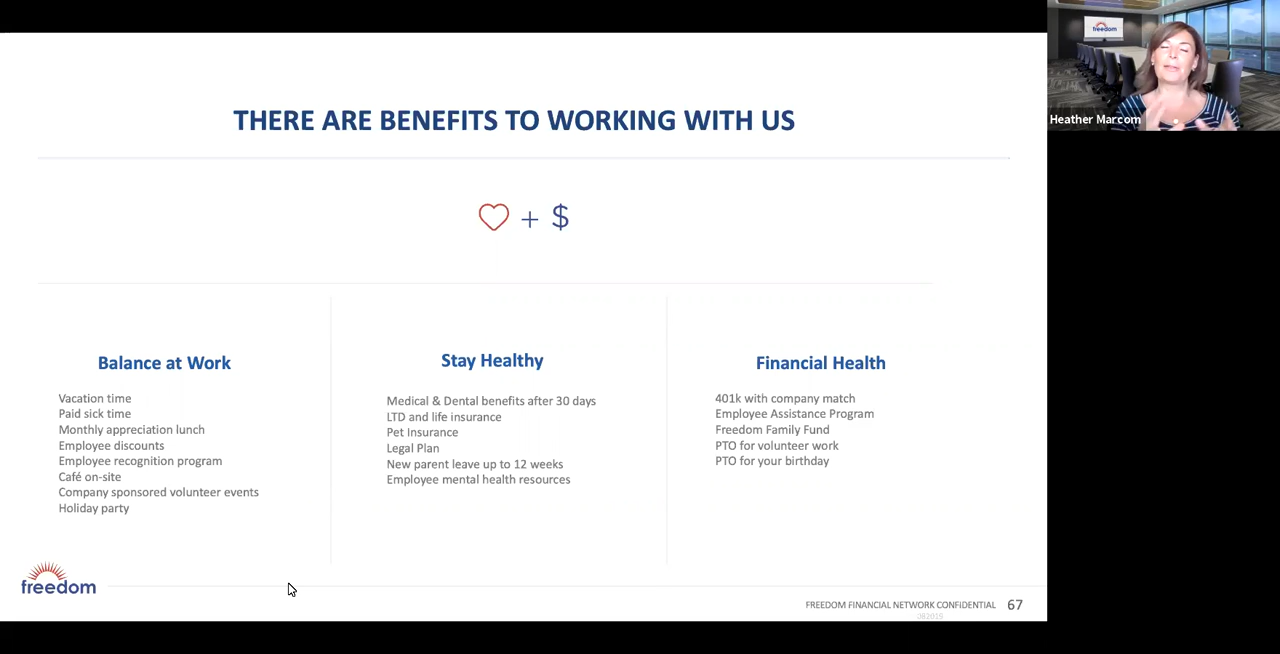 THERE ARE BENEFITS TO WORKING WITH US
+ $
Balance at Work
Vacation time
Paid sick time
Monthly appreciation lunch
Employee discounts
Employee recognition program
Café on-site
Company sponsored volunteer events
Holiday party
Stay Healthy
Medical & Dental benefits after 30 days
LTD and life insurance
Pet Insurance
Legal Plan
New parent leave up to 12 weeks
Employee mental health resources
Financial Health
401k with company match
Employee Assistance Program
Freedom Family Fund
PTO for volunteer work
PTO for your birthday
freedom
FREEDOM FINANCIAL NETWORK CONFIDENTIAL 67
082019
freedom
Heather Marcom